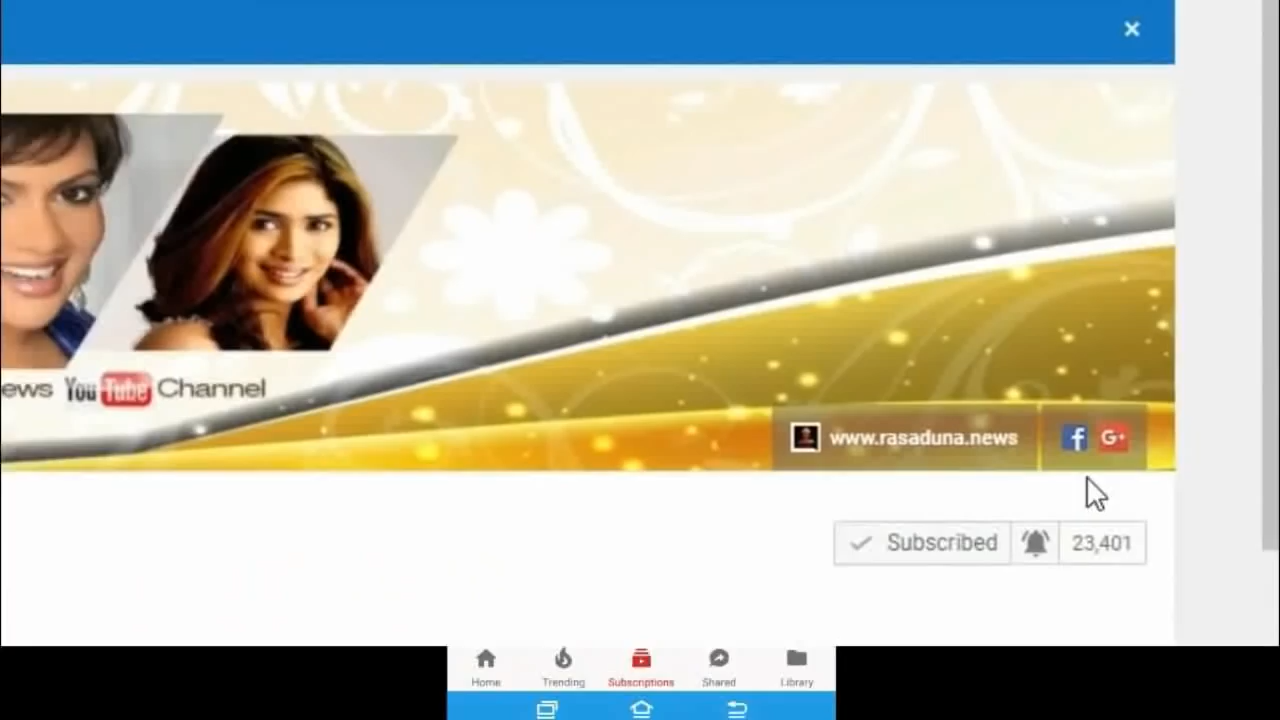 ews YouTube Channel
www.rasaduna.news
Subscribed 23,401
Home Trending Subscriptions Shared Library